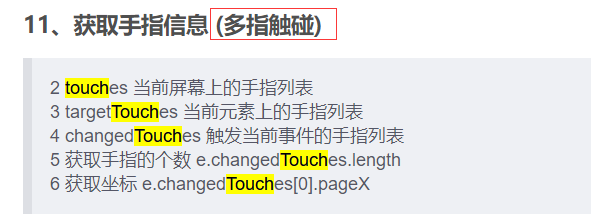 11、获取手指信息 (多指触碰)
2 touches 当前屏幕上的手指列表
3 targetTouches 当前元素上的手指列表
4 changedTouches 触发当前事件的手指列表
5 获取手指的个数 e.changedTouches.length
6 获取坐标 e.changedTouches[0].pageX